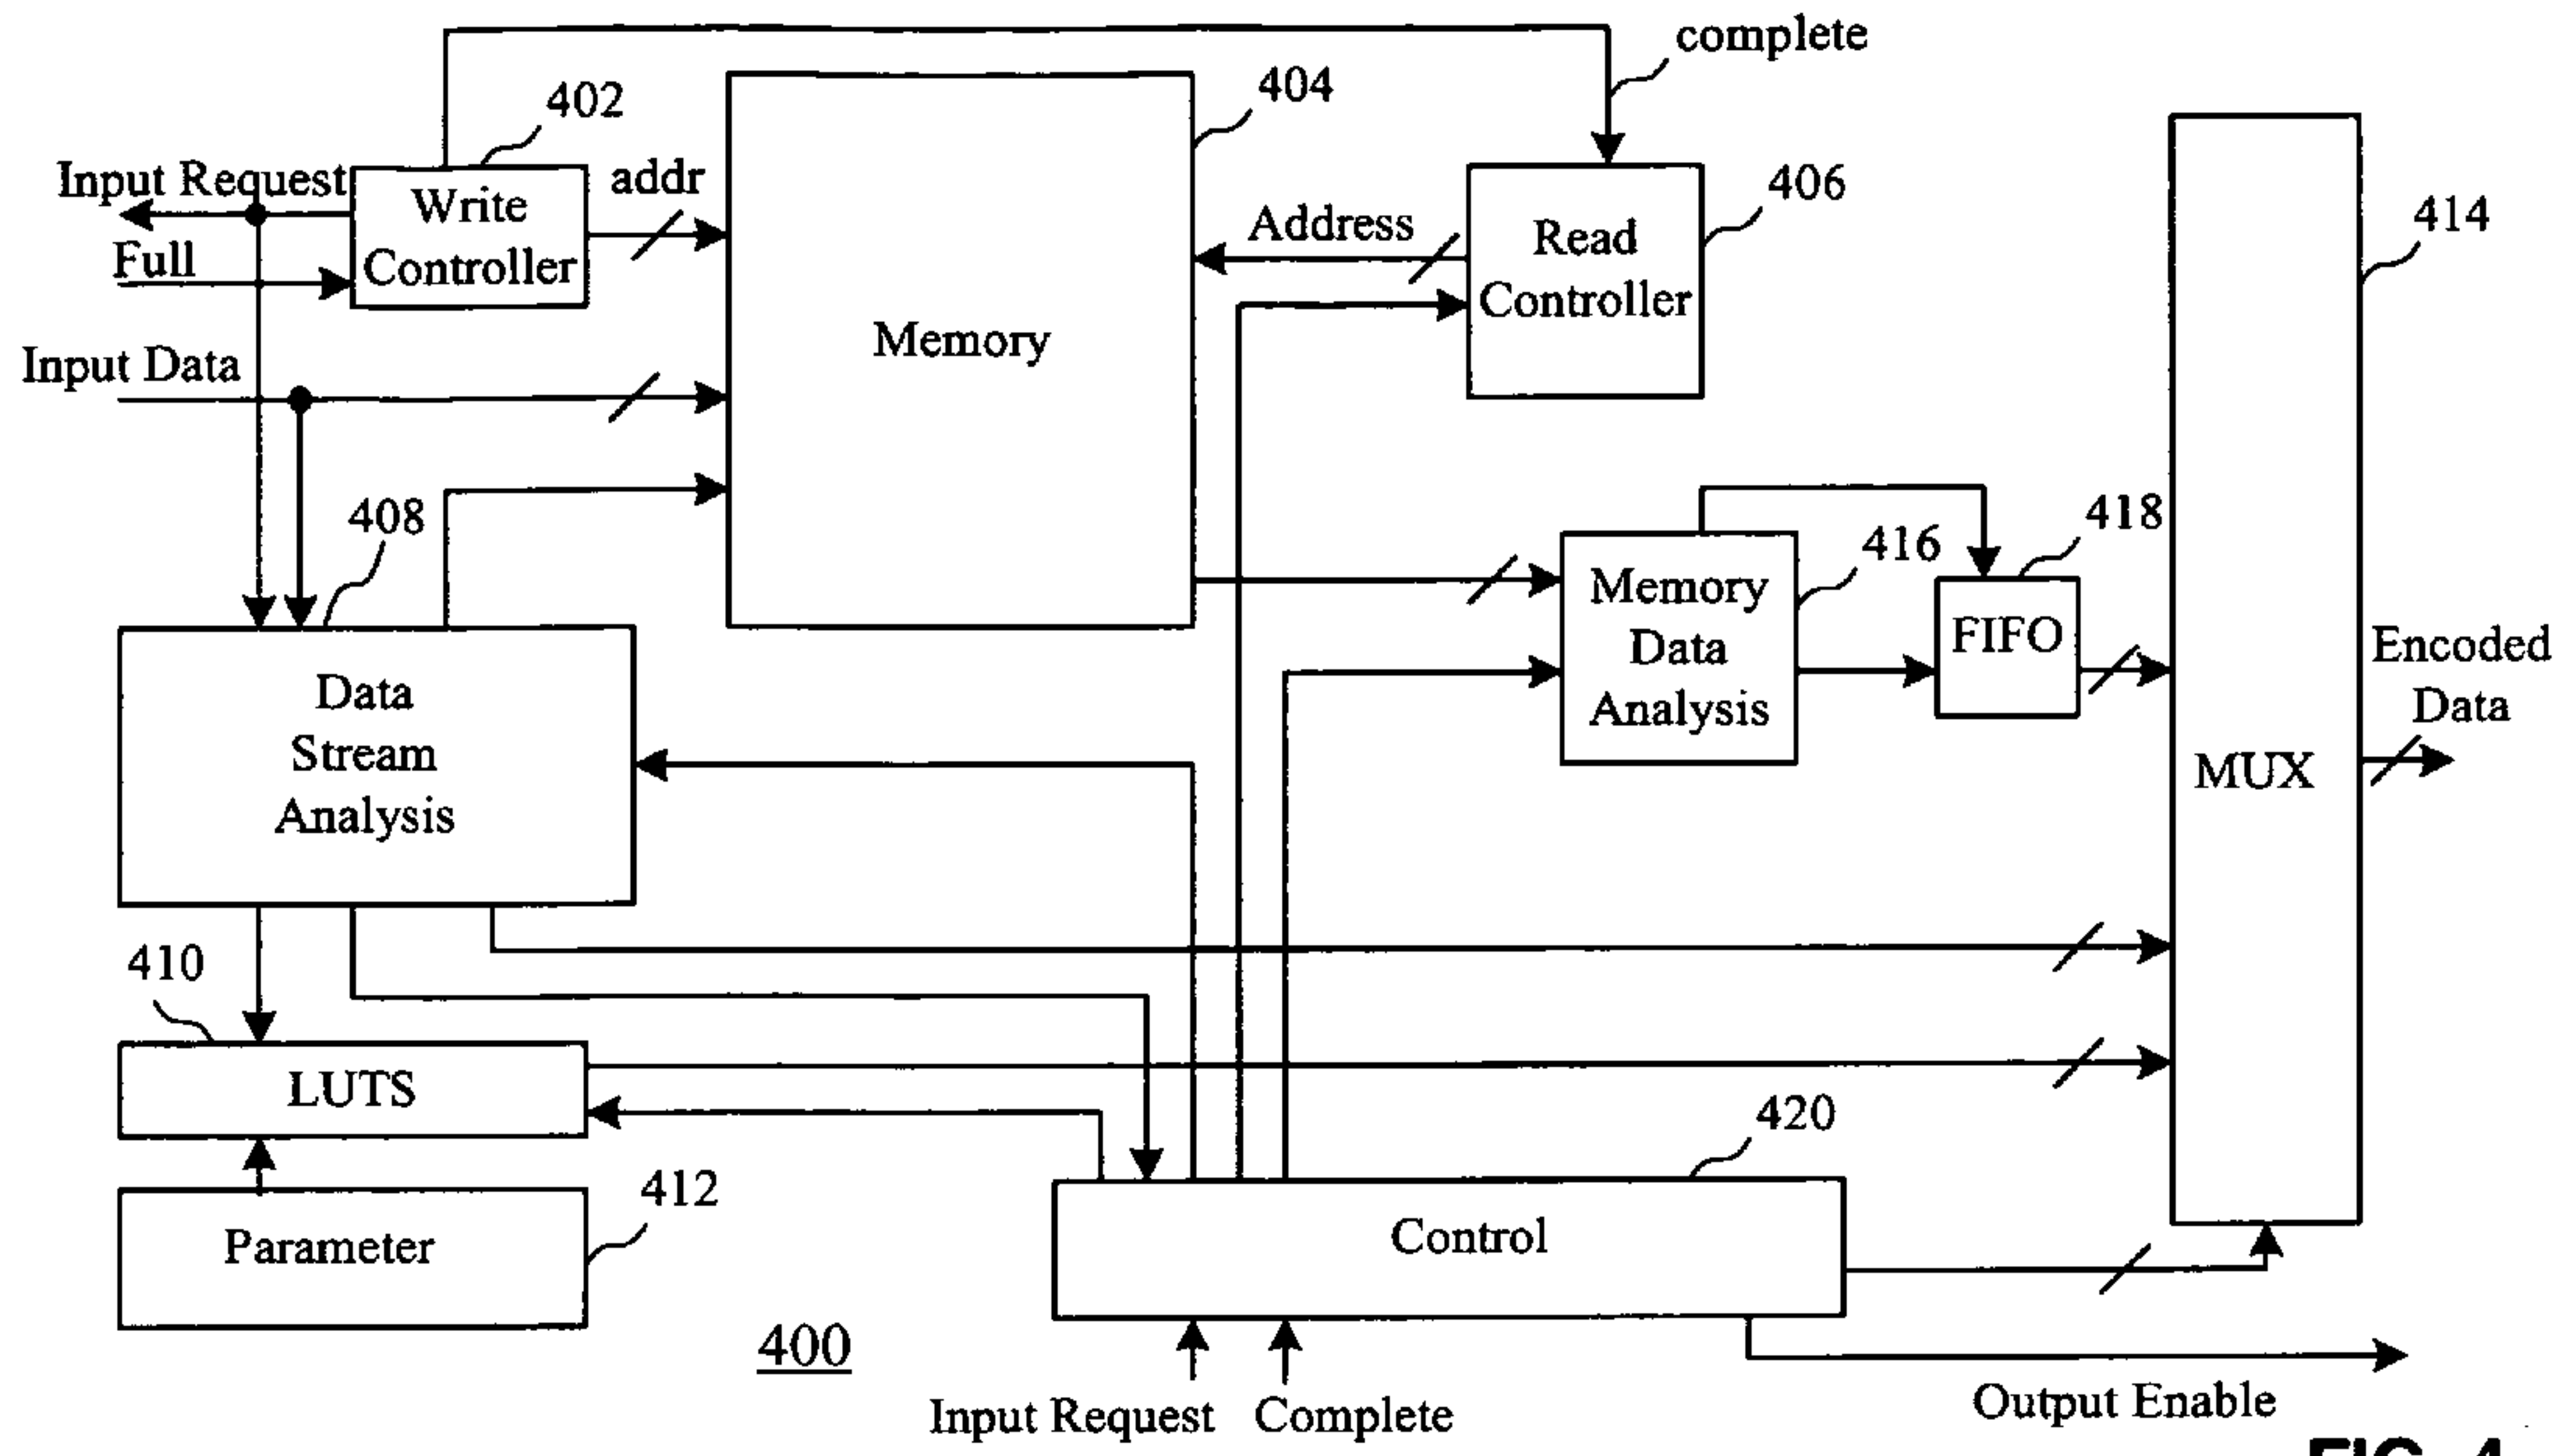 complete
402
404
Input Request
Write
Controller
addr
406
Full
Address
Read
Controller
414
Memory
Input Data
408
416
418
Memory
Data
Analysis
FIFO
Encoded
Data
Data
Stream
Analysis
MUX
410
LUTS
420
412
Parameter
Control
400
Input Request
Complete
Output Enable